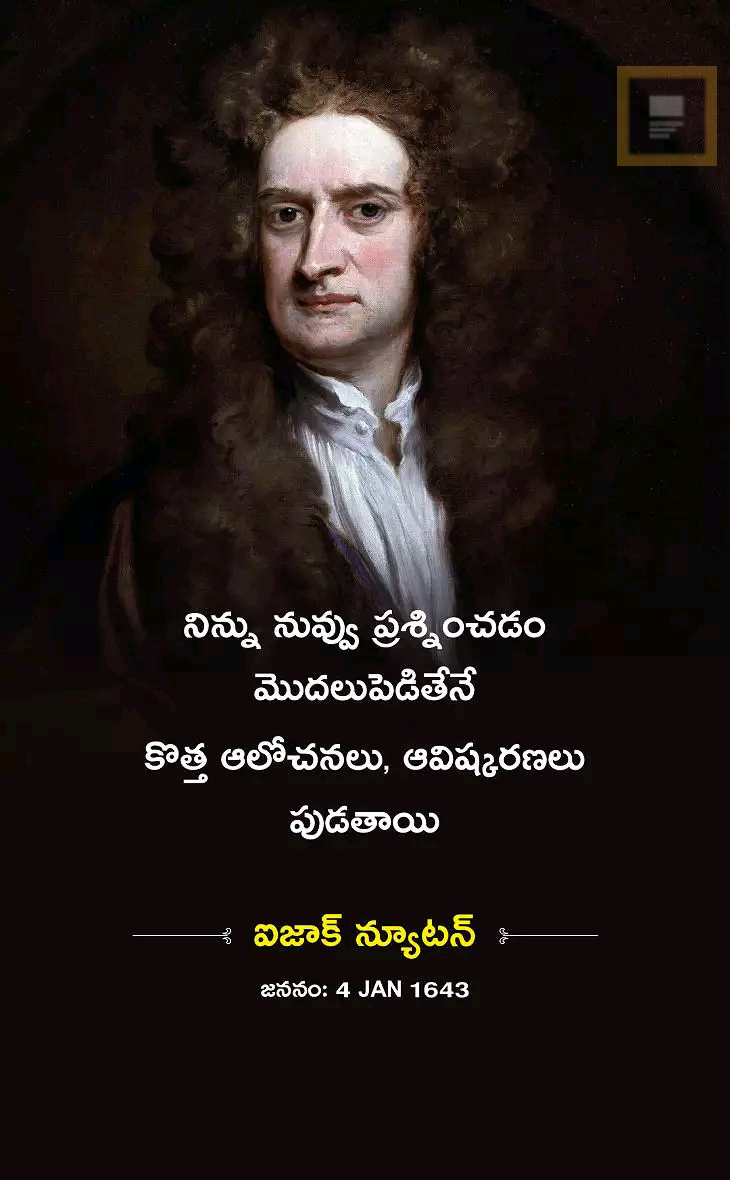 నిన్ను నువ్వు ప్రశ్నించడం
మొదలుపెడితేనే
కొత్త ఆలోచనలు, ఆవిష్కరణలు
పుడతాయి
ఐజాక్ న్యూటన్
జననం: 4 JAN 1643